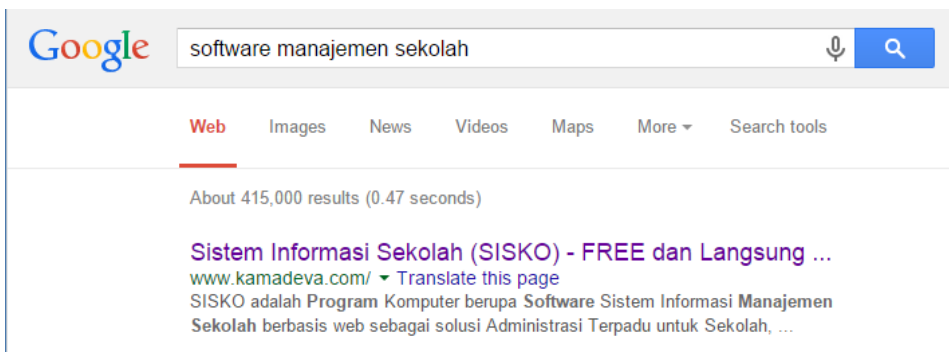 Google software manajemen sekolah
Web Images News Videos Maps More Search tools
About 415,000 results (0.47 seconds)
Sistem Informasi Sekolah (SISKO) - FREE dan Langsung ...
www.kamadeva.com/ Translate this page
SISKO adalah Program Komputer berupa Software Sistem Informasi Manajemen
Sekolah berbasis web sebagai solusi Administrasi Terpadu untuk Sekolah, ...